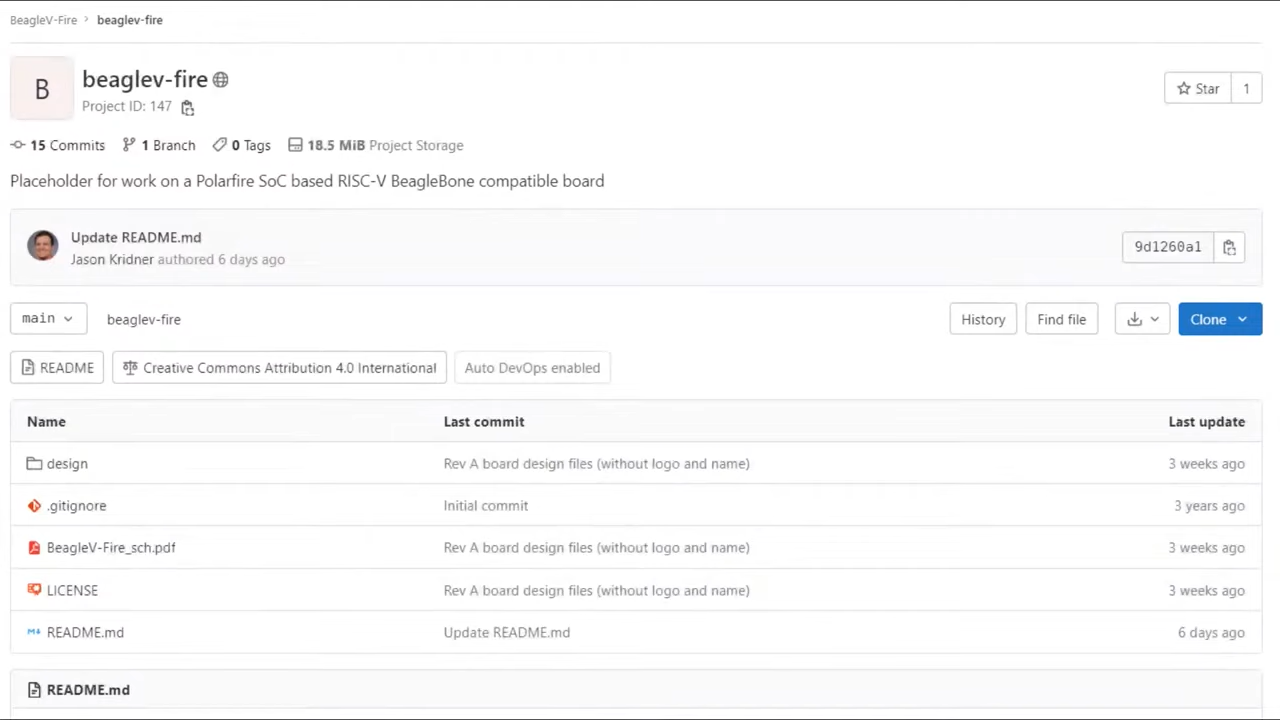 BeagleV-Fire > beaglev-fire
B
beaglev-fire
Project ID: 147
Star 1
15 Commits 1 Branch 0 Tags 18.5 MiB Project Storage
Placeholder for work on a Polarfire SoC based RISC-V BeagleBone compatible board
Update README.md
Jason Kridner authored 6 days ago
9d1260a1
main beaglev-fire History Find file Clone
README Creative Commons Attribution 4.0 International Auto DevOps enabled
Name Last commit Last update
design Rev A board design files (without logo and name) 3 weeks ago
.gitignore Initial commit 3 years ago
BeagleV-Fire_sch.pdf Rev A board design files (without logo and name) 3 weeks ago
LICENSE Rev A board design files (without logo and name) 3 weeks ago
README.md Update README.md 6 days ago
README.md